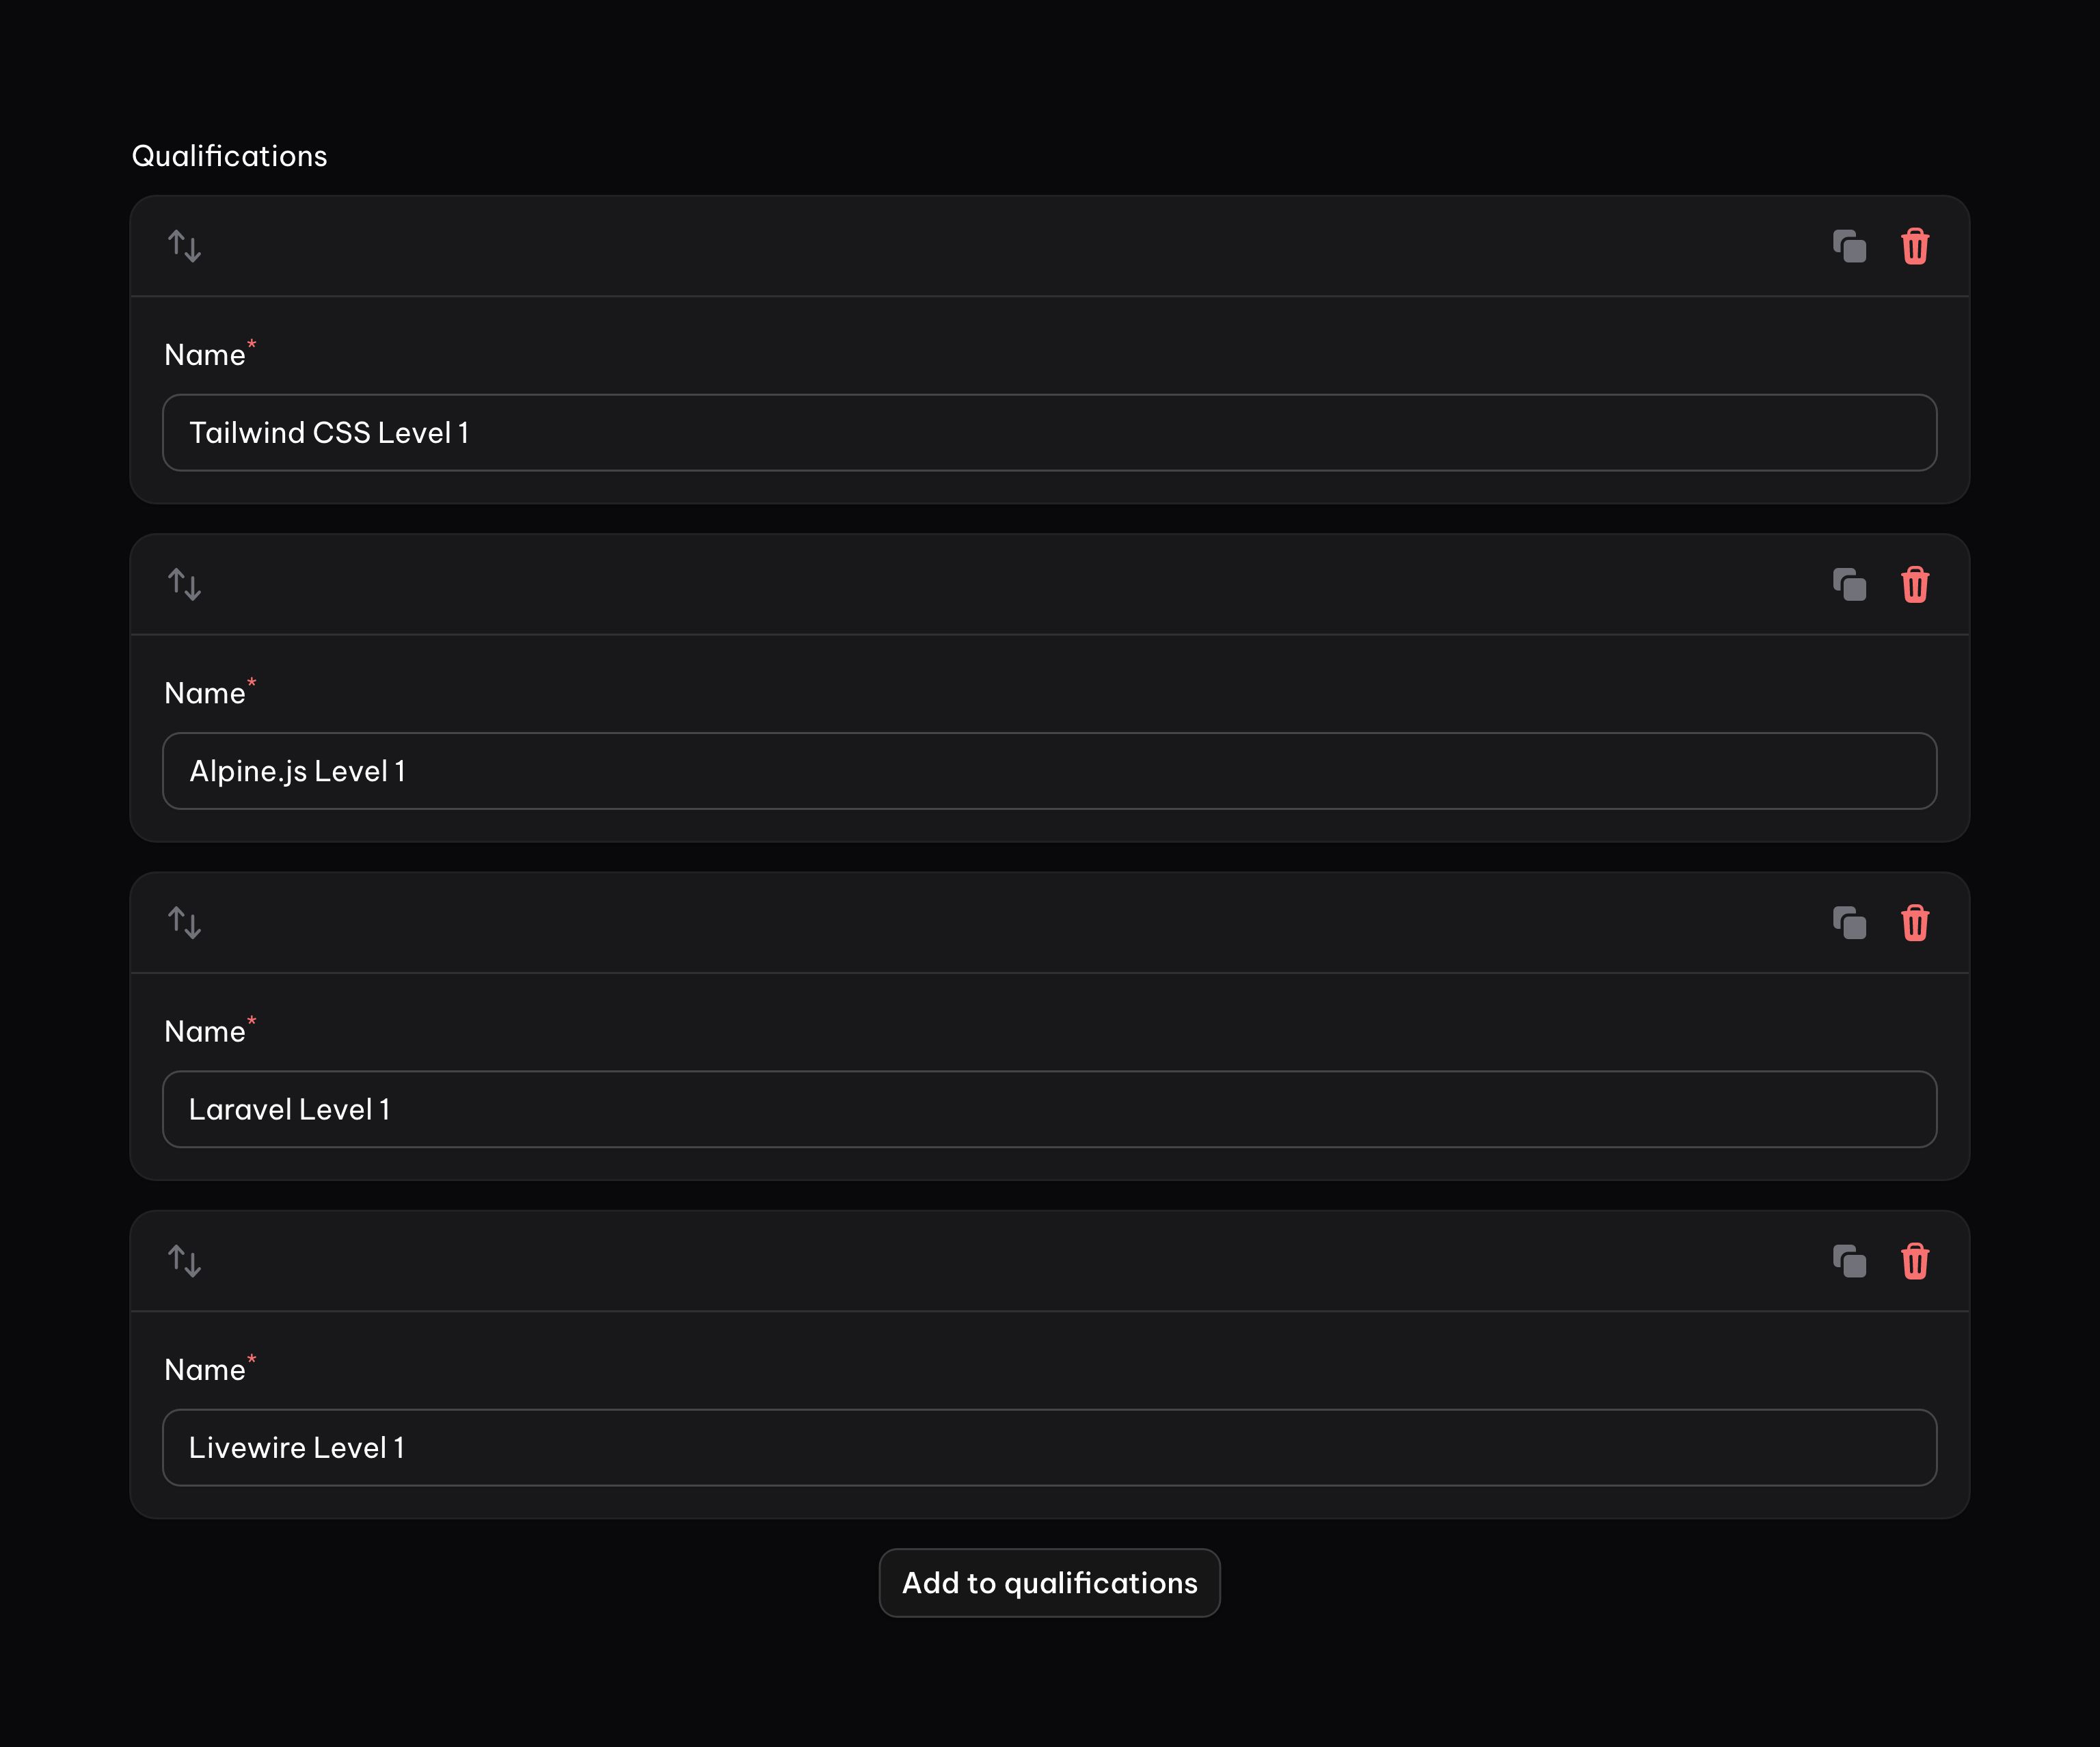 Qualifications
Name*
Tailwind CSS Level 1
Name*
Alpine.js Level 1
Name*
Laravel Level 1
Name*
Livewire Level 1
Add to qualifications